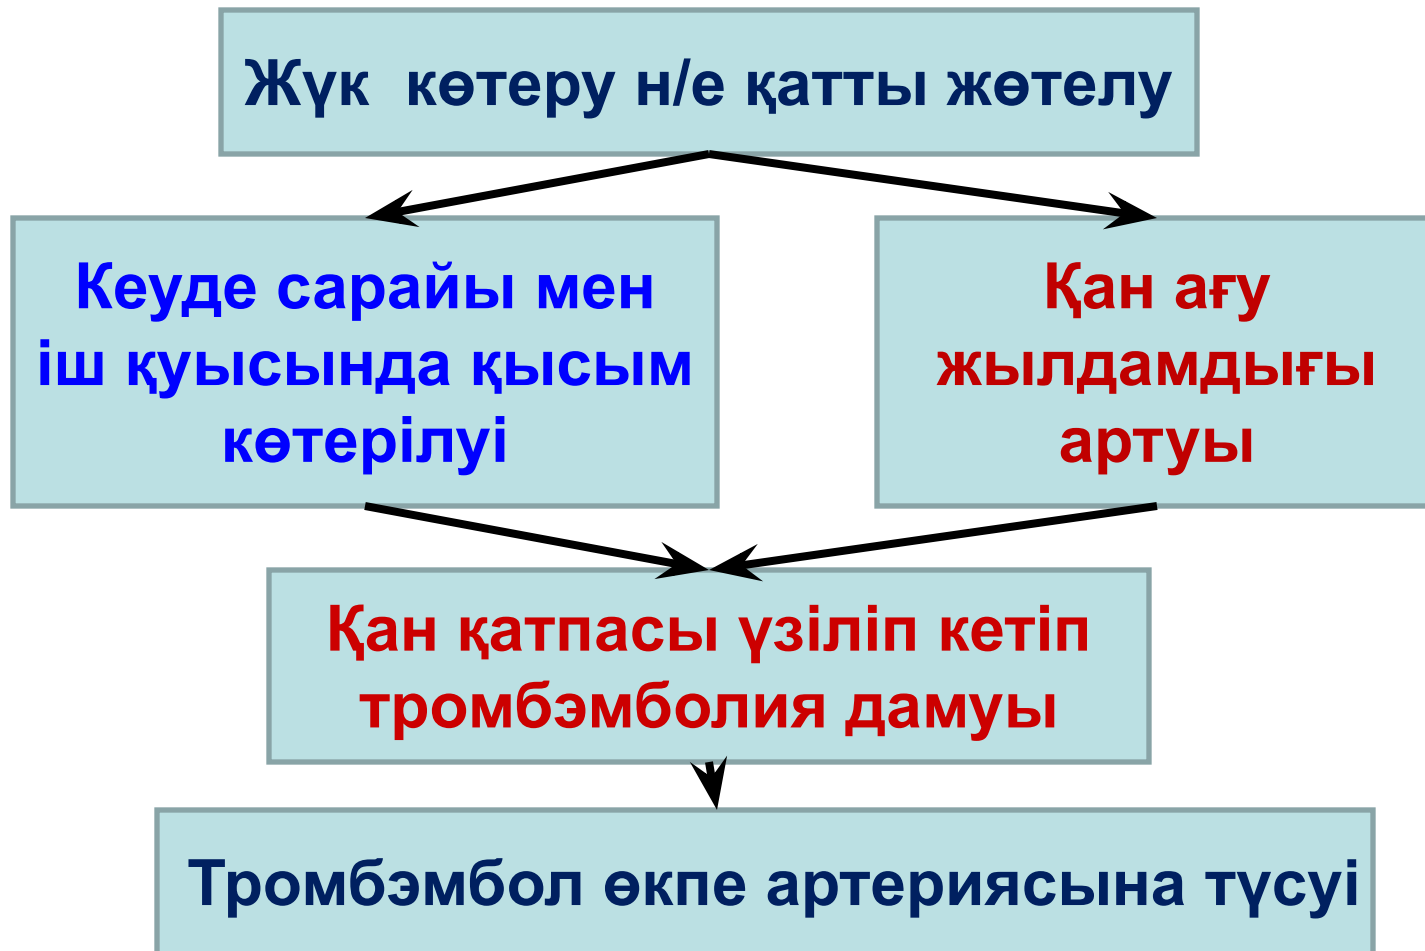 Жүк көтеру н/е қатты жөтелу
Кеуде сарайы мен
іш қуысында қысым
көтерілуі
Қан ағу
жылдамдығы
артуы
Қан қатпасы үзіліп кетіп
тромбэмболия дамуы
Тромбэмбол өкпе артериясына түсуі